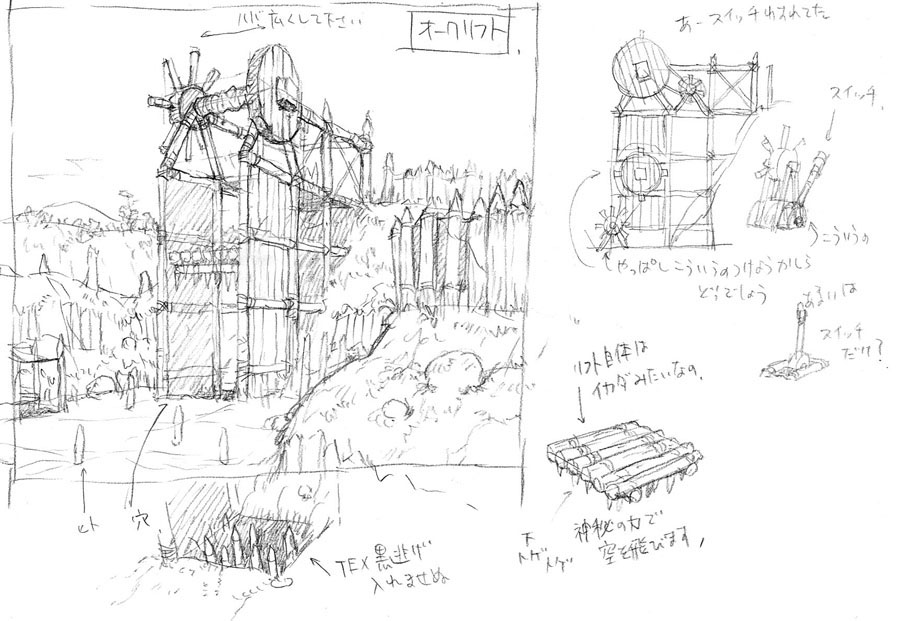 ハバ広くして下さい
オークリフト
あースイッチわすれてた
スイッチ、
こういうの
やっぱしこういうのつけようかしら
どうでしょう
あるいは
スイッチ
だけ?
リフト自体は
イカダみたいなの、
下
トゲトゲ
神秘の力で
空を飛びます、
ヒト
穴
TEX黒逃げ
入れませぬ